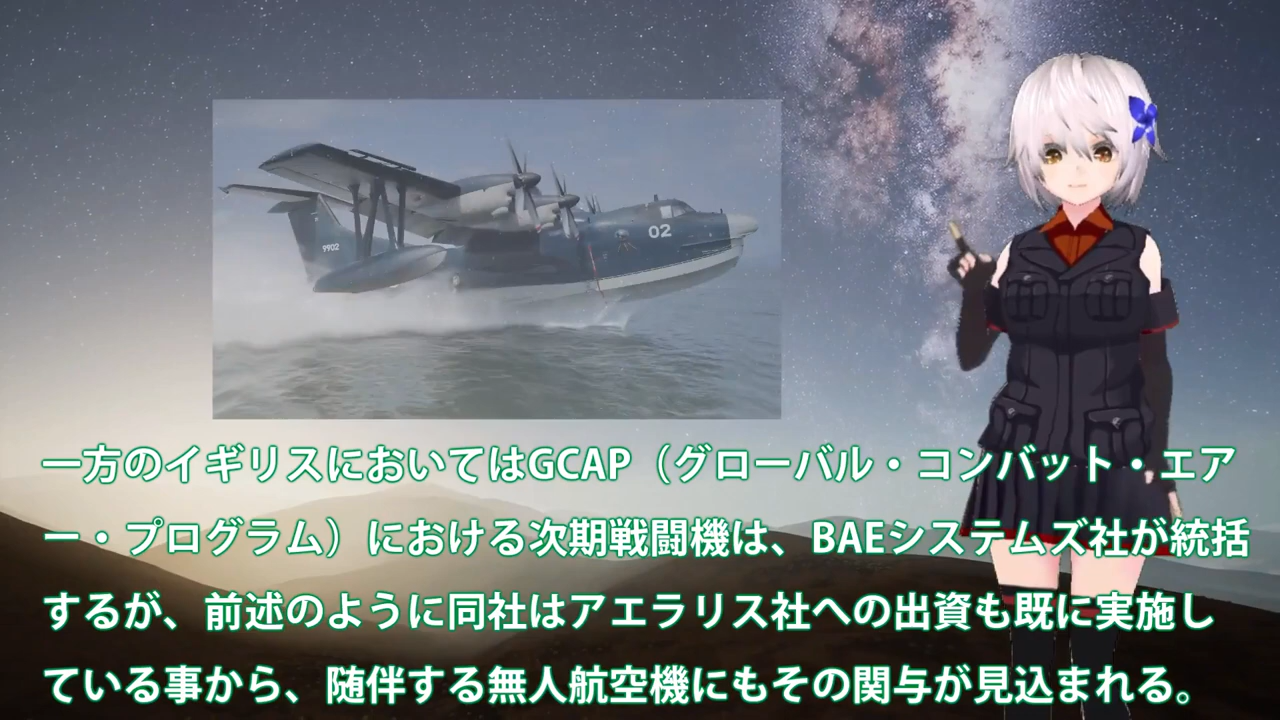 02
9902
一方のイギリスにおいてはGCAP（グローバル・コンバット・エア
ー・プログラム）における次期戦闘機は、BAEシステムズ社が統括
するが、前述のように同社はアエラリス社への出資も既に実施し
ている事から、随伴する無人航空機にもその関与が見込まれる。